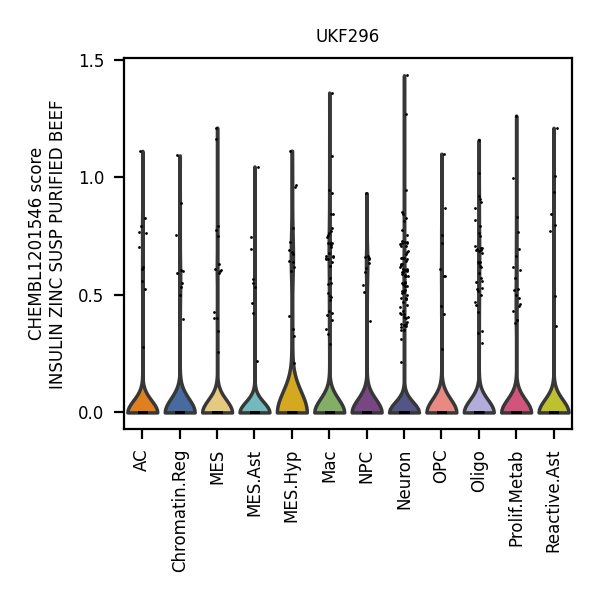 UKF296
CHEMBL1201546 score
INSULIN ZINC SUSP PURIFIED BEEF
1.5
1.0
0.5
0.0
AC
Chromatin.Reg
MES
MES.Ast
MES.Hyp
Mac
NPC
Neuron
OPC
Oligo
Prolif.Metab
Reactive.Ast